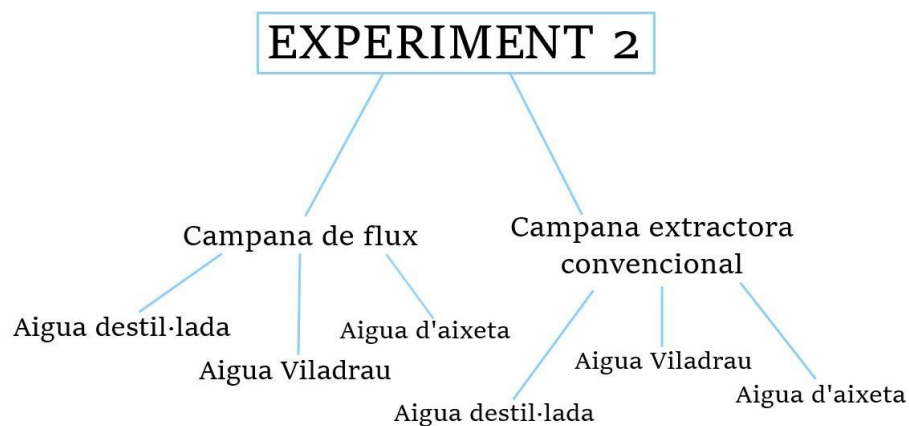 EXPERIMENT 2
Campana de flux
Aigua destil·lada
Aigua Viladrau
Aigua d'aixeta
Campana extractora
convencional
Aigua destil·lada
Aigua Viladrau
Aigua d'aixeta